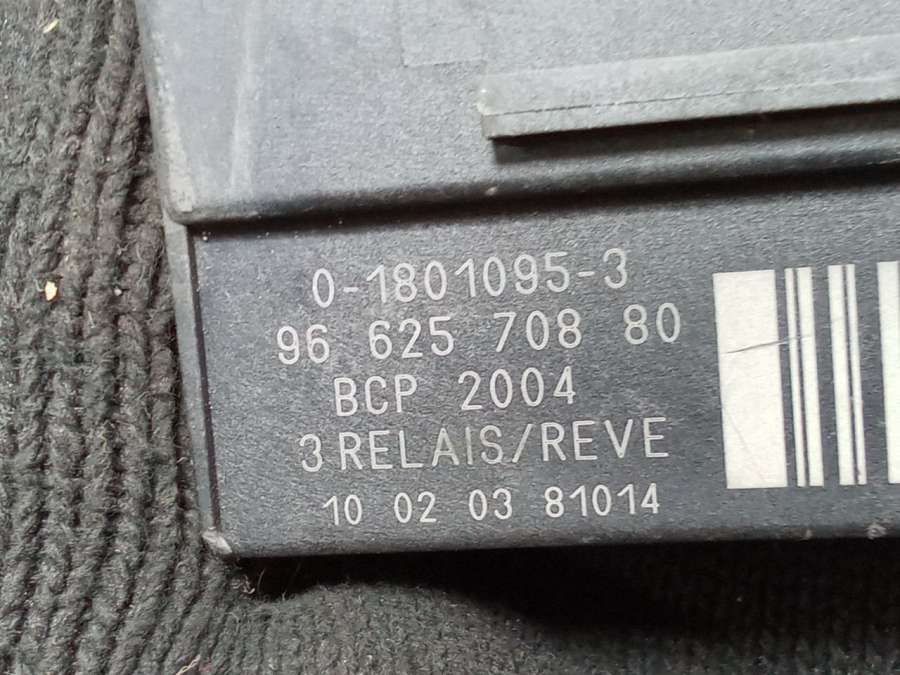 0-1801095-3
96 625 708 80
BCP 2004
3 RELAIS/REVE
10 02 03 81014